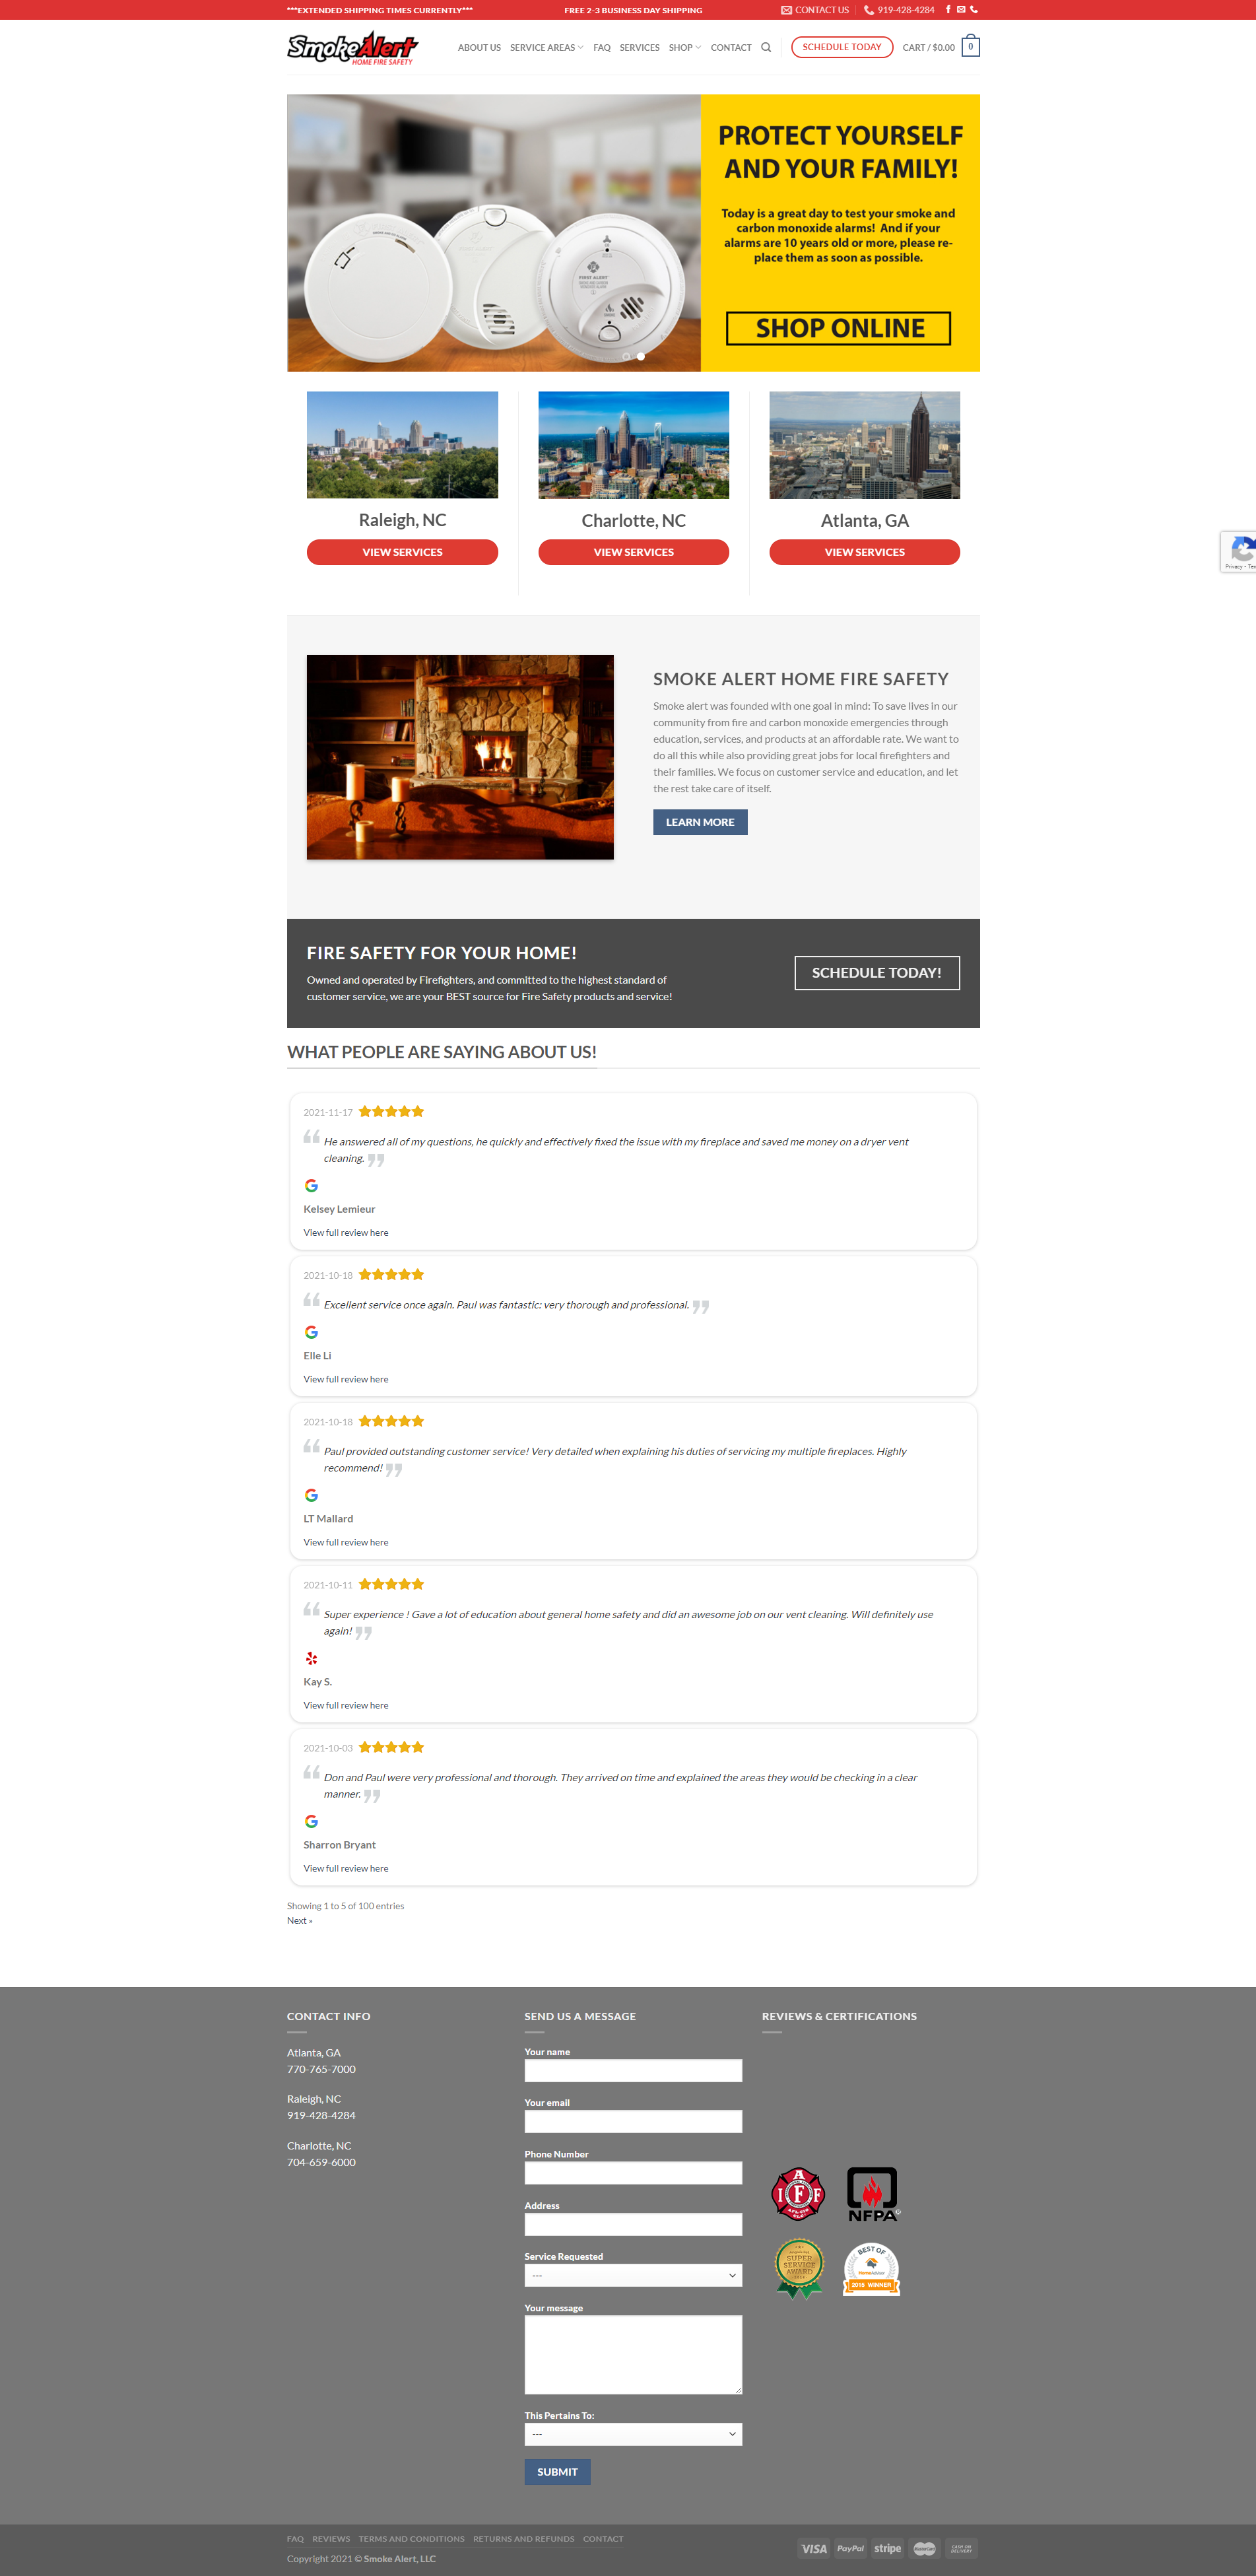 ***EXTENDED SHIPPING TIMES CURRENTLY***
FREE 2-3 BUSINESS DAY SHIPPING
CONTACT US
919-428-4284
SmokeAlert
HOME FIRE SAFETY
ABOUT US
SERVICE AREAS
FAQ
SERVICES
SHOP
CONTACT
SCHEDULE TODAY
CART / $0.00
0
PROTECT YOURSELF
AND YOUR FAMILY!
Today is a great day to test your smoke and
carbon monoxide alarms! And if your
alarms are 10 years old or more, please re-
place them as soon as possible.
SHOP ONLINE
FIRST ALERT
Raleigh, NC
VIEW SERVICES
Charlotte, NC
VIEW SERVICES
Atlanta, GA
VIEW SERVICES
Privacy - Ter
SMOKE ALERT HOME FIRE SAFETY
Smoke alert was founded with one goal in mind: To save lives in our
community from fire and carbon monoxide emergencies through
education, services, and products at an affordable rate. We want to
do all this while also providing great jobs for local firefighters and
their families. We focus on customer service and education, and let
the rest take care of itself.
LEARN MORE
FIRE SAFETY FOR YOUR HOME!
Owned and operated by Firefighters, and committed to the highest standard of
customer service, we are your BEST source for Fire Safety products and service!
SCHEDULE TODAY!
WHAT PEOPLE ARE SAYING ABOUT US!
2021-11-17
He answered all of my questions, he quickly and effectively fixed the issue with my fireplace and saved me money on a dryer vent
cleaning.
Kelsey Lemieur
View full review here
2021-10-18
Excellent service once again. Paul was fantastic: very thorough and professional.
Elle Li
View full review here
2021-10-18
Paul provided outstanding customer service! Very detailed when explaining his duties of servicing my multiple fireplaces. Highly
recommend!
LT Mallard
View full review here
2021-10-11
Super experience ! Gave a lot of education about general home safety and did an awesome job on our vent cleaning. Will definitely use
again!
Kay S.
View full review here
2021-10-03
Don and Paul were very professional and thorough. They arrived on time and explained the areas they would be checking in a clear
manner.
Sharron Bryant
View full review here
Showing 1 to 5 of 100 entries
Next »
CONTACT INFO
Atlanta, GA
770-765-7000
Raleigh, NC
919-428-4284
Charlotte, NC
704-659-6000
SEND US A MESSAGE
Your name
Your email
Phone Number
Address
Service Requested
---
Your message
This Pertains To:
---
SUBMIT
REVIEWS & CERTIFICATIONS
I A F F
NFPA
SUPER
SERVICE
AWARD
BEST OF
HomeAdvisor
2015 WINNER
FAQ
REVIEWS
TERMS AND CONDITIONS
RETURNS AND REFUNDS
CONTACT
Copyright 2021 © Smoke Alert, LLC
VISA
PayPal
stripe
MasterCard
CASH ON
DELIVERY